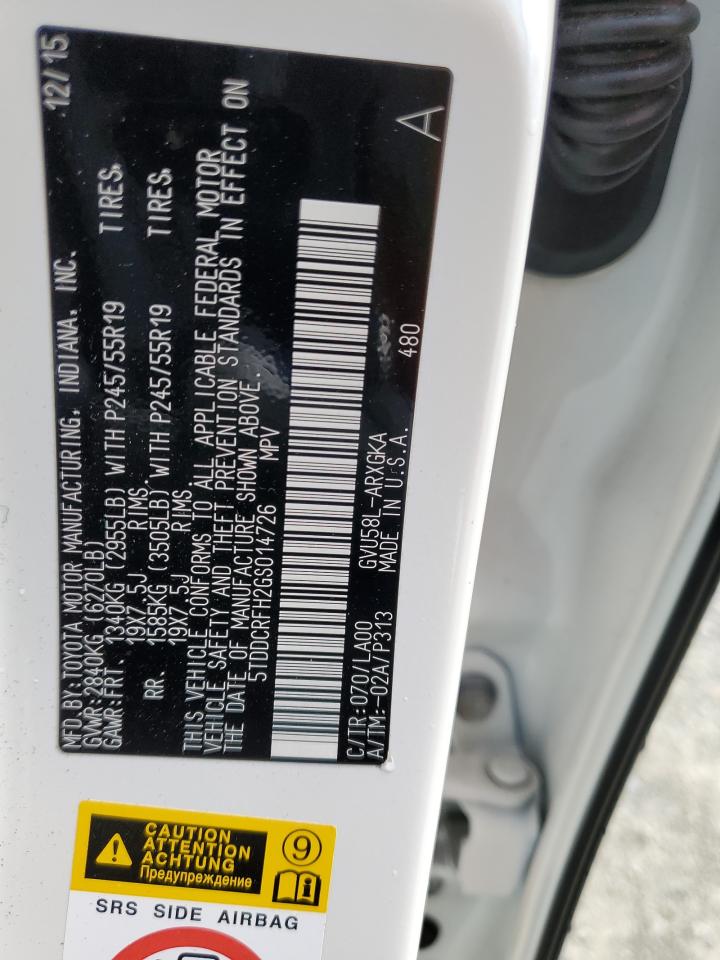 MFD. BY: TOYOTA MOTOR MANUFACTURING, INDIANA, INC. 12/15
GVWR: 2840KG (6270LB)
GAWR: FRT. 1340KG (2955LB) WITH P245/55R19 TIRES,
19X7.5J RIMS
RR. 1585KG (3505LB) WITH P245/55R19 TIRES,
19X7.5J RIMS
THIS VEHICLE CONFORMS TO ALL APPLICABLE FEDERAL MOTOR
VEHICLE SAFETY AND THEFT PREVENTION STANDARDS IN EFFECT ON
THE DATE OF MANUFACTURE SHOWN ABOVE.
5TDDCRFH2GS014726 MPV
C/TR: 070/LA00 GVU58L-ARXGKA 480 A
A/TM: -02A/P313 MADE IN U.S.A.
CAUTION
ATTENTION
ACHTUNG
Предупреждение
9
i
SRS SIDE AIRBAG